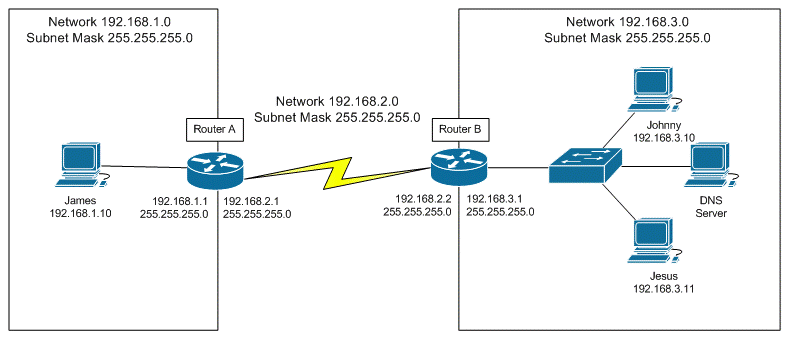 Network 192.168.1.0
Subnet Mask 255.255.255.0
Network 192.168.3.0
Subnet Mask 255.255.255.0
Network 192.168.2.0
Subnet Mask 255.255.255.0
Router A
Router B
James
192.168.1.10
192.168.1.1
255.255.255.0
192.168.2.1
255.255.255.0
192.168.2.2
255.255.255.0
192.168.3.1
255.255.255.0
Johnny
192.168.3.10
DNS
Server
Jesus
192.168.3.11